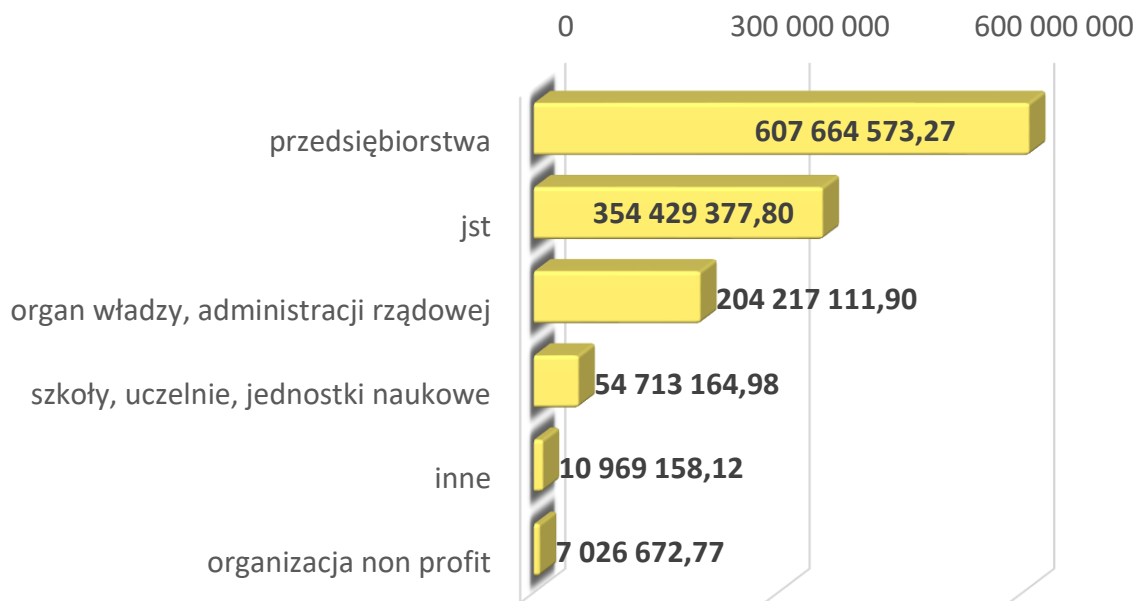 0 300 000 000 600 000 000
przedsiębiorstwa 607 664 573,27
jst 354 429 377,80
organ władzy, administracji rządowej 204 217 111,90
szkoły, uczelnie, jednostki naukowe 54 713 164,98
inne 10 969 158,12
organizacja non profit 7 026 672,77